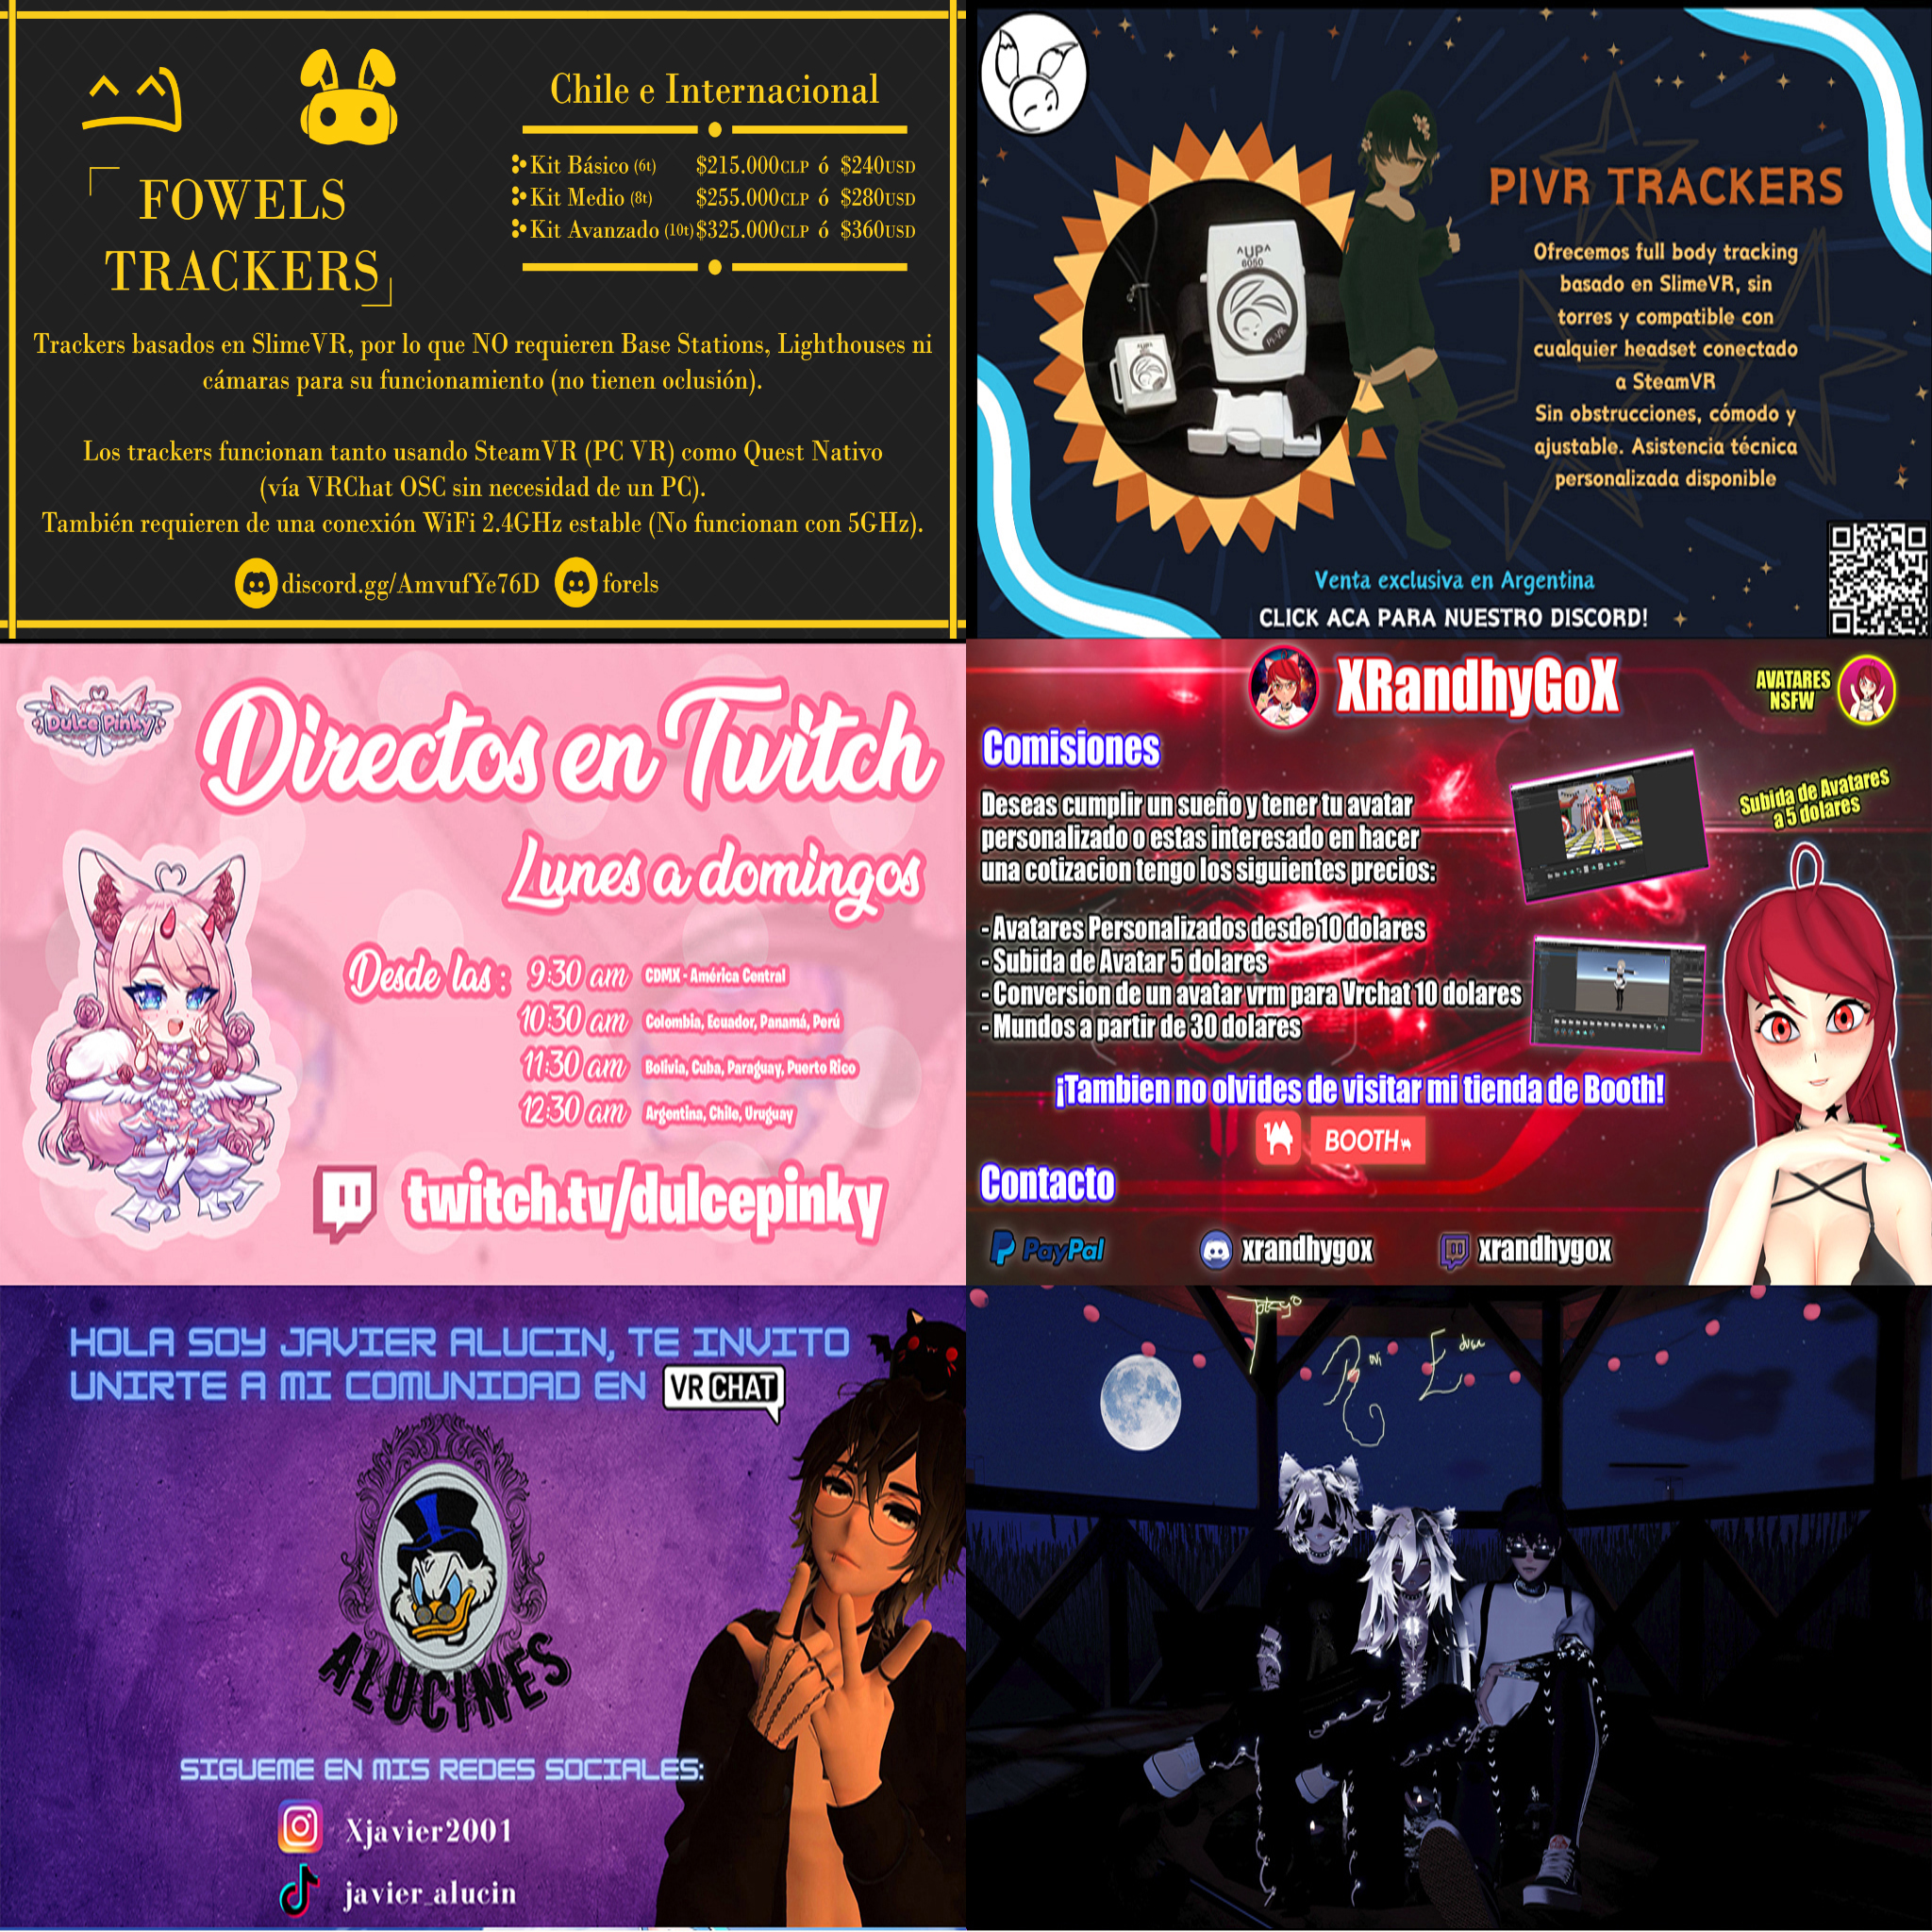 FOWELS
TRACKERS
Chile e Internacional
Kit Básico (6t) $215.000CLP ó $240USD
Kit Medio (8t) $255.000CLP ó $280USD
Kit Avanzado (10t) $325.000CLP ó $360USD
Trackers basados en SlimeVR, por lo que NO requieren Base Stations, Lighthouses ni
cámaras para su funcionamiento (no tienen oclusión).
Los trackers funcionan tanto usando SteamVR (PC VR) como Quest Nativo
(vía VRChat OSC sin necesidad de un PC).
También requieren de una conexión WiFi 2.4GHz estable (No funcionan con 5GHz).
discord.gg/AmvufYe76D forels
^UP^
6050
PI-VR
PIVR TRACKERS
Ofrecemos full body tracking
basado en SlimeVR, sin
torres y compatible con
cualquier headset conectado
a SteamVR
Sin obstrucciones, cómodo y
ajustable. Asistencia técnica
personalizada disponible
Venta exclusiva en Argentina
CLICK ACA PARA NUESTRO DISCORD!
Dulce Pinky
Directos en Twitch
Lunes a domingos
Desde las: 9:30 am CDMX - América Central
10:30 am Colombia, Ecuador, Panamá, Perú
11:30 am Bolivia, Cuba, Paraguay, Puerto Rico
12:30 am Argentina, Chile, Uruguay
twitch.tv/dulcepinky
XRandhyGoX
AVATARES
NSFW
Comisiones
Subida de Avatares
a 5 dolares
Deseas cumplir un sueño y tener tu avatar
personalizado o estas interesado en hacer
una cotizacion tengo los siguientes precios:
- Avatares Personalizados desde 10 dolares
- Subida de Avatar 5 dolares
- Conversion de un avatar vrm para Vrchat 10 dolares
- Mundos a partir de 30 dolares
¡Tambien no olvides de visitar mi tienda de Booth!
BOOTH
Contacto
PayPal xrandhygox xrandhygox
HOLA SOY JAVIER ALUCIN, TE INVITO
UNIRTE A MI COMUNIDAD EN VRCHAT
ALUCINES
SIGUEME EN MIS REDES SOCIALES:
Xjavier2001
javier_alucin